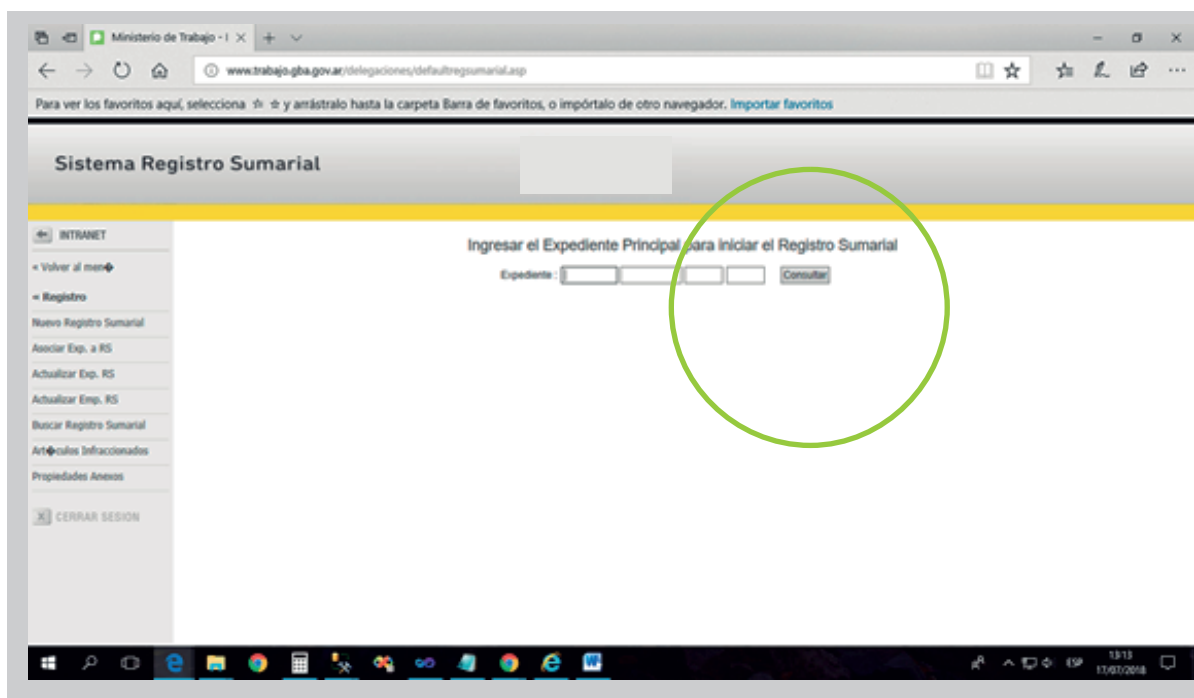 Ministerio de Trabajo - I
www.trabajo.gba.gov.ar/delegaciones/defaultregsumarial.asp
Para ver los favoritos aquí, selecciona y arrástralo hasta la carpeta Barra de favoritos, o impórtalo de otro navegador. Importar favoritos
Sistema Registro Sumarial
INTRANET
Ingresar el Expediente Principal para iniciar el Registro Sumarial
« Volver al men�
Expediente : Consultar
« Registro
Nuevo Registro Sumarial
Asociar Exp. a RS
Actualizar Exp. RS
Actualizar Emp. RS
Buscar Registro Sumarial
Art�culos Infraccionados
Propiedades Anexos
CERRAR SESION
ESP
13:13
17/07/2018